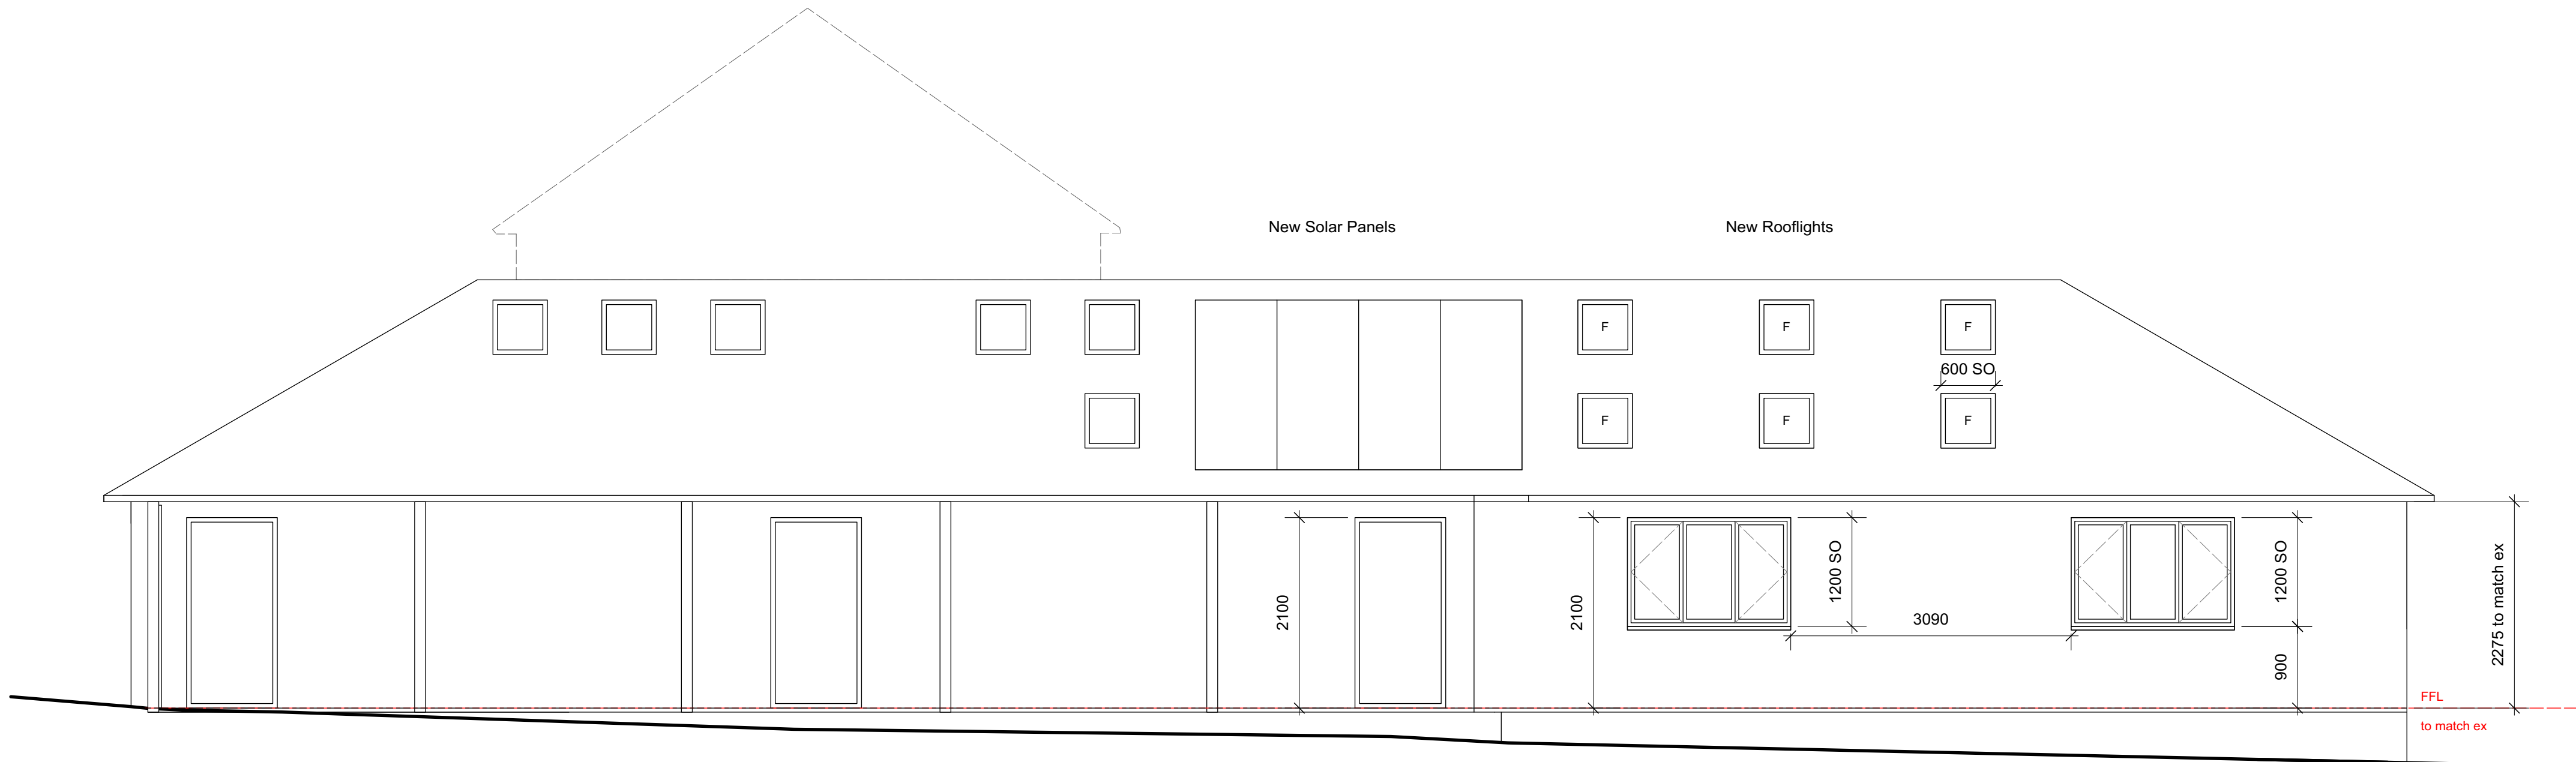 New Solar Panels
New Rooflights
F
F
F
600 SO
F
F
F
2100
2100
1200 SO
3090
1200 SO
900
2275 to match ex
FFL
to match ex